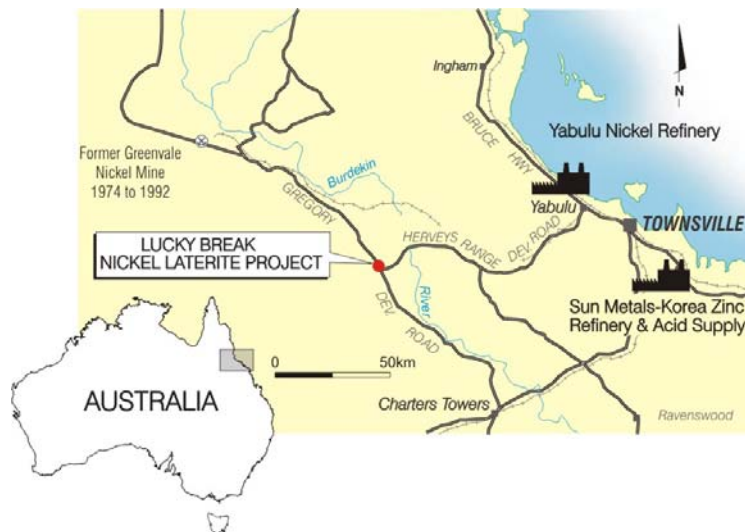 Ingham
N
BRUCE HWY
Yabulu Nickel Refinery
Former Greenvale
Nickel Mine
1974 to 1992
Burdekin
GREGORY
Yabulu
TOWNSVILLE
HERVEYS RANGE
DEV. ROAD
LUCKY BREAK
NICKEL LATERITE PROJECT
River
DEV. ROAD
Sun Metals-Korea Zinc
Refinery & Acid Supply
0 50km
AUSTRALIA
Charters Towers
Ravenswood